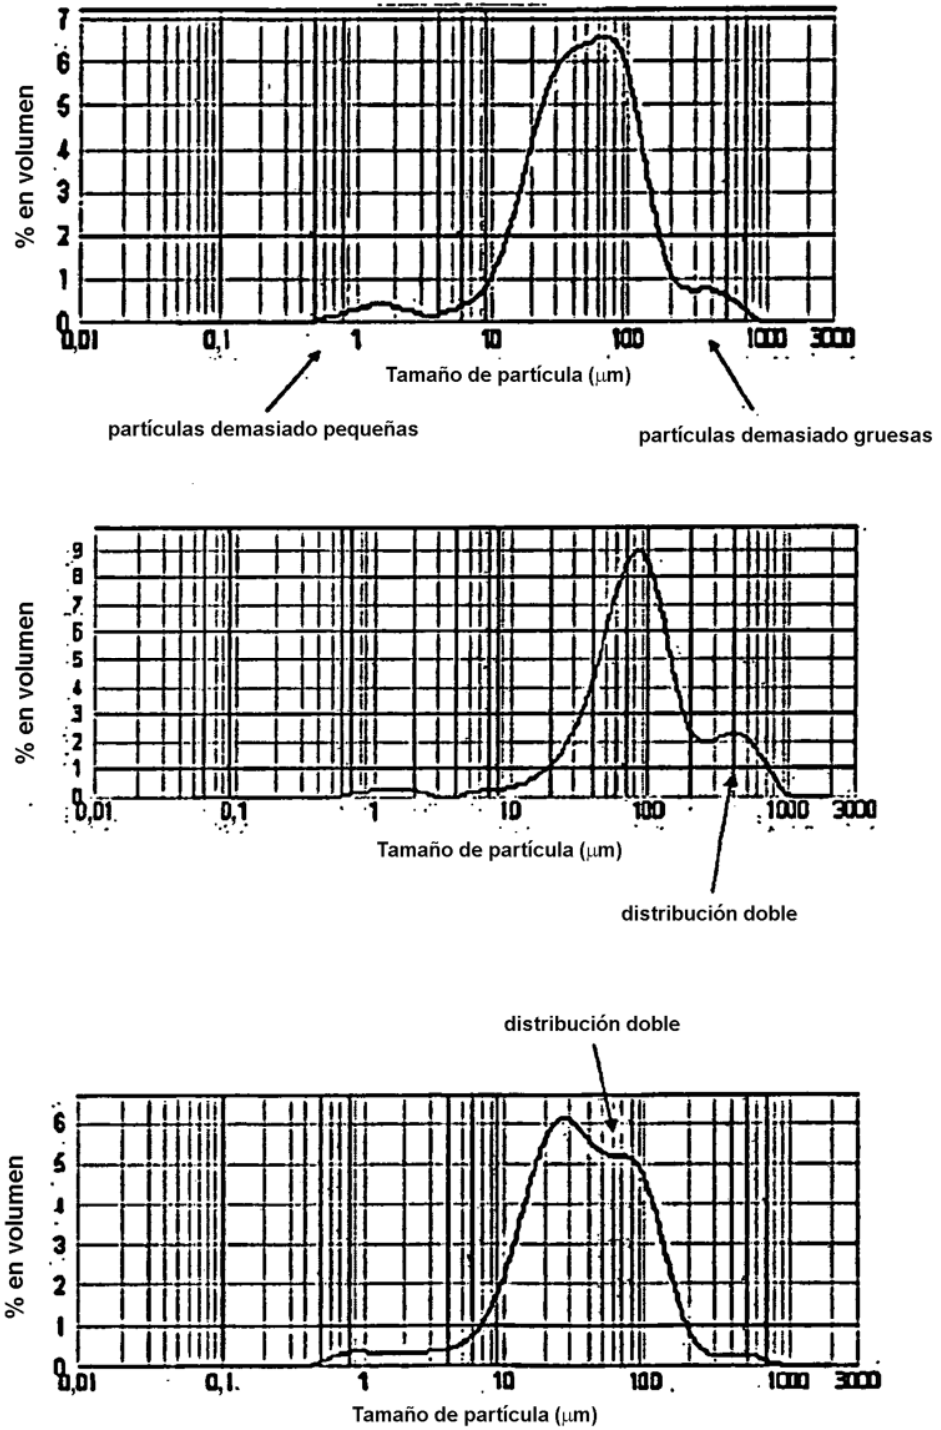 7
6
5
4
3
2
1
0
% en volumen
0,01 0,1 1 10 100 1000 3000
Tamaño de partícula (µm)
partículas demasiado pequeñas
partículas demasiado gruesas
9
8
7
6
5
4
3
2
1
0
% en volumen
0,01 0,1 1 10 100 1000 3000
Tamaño de partícula (µm)
distribución doble
distribución doble
6
5
4
3
2
1
0
% en volumen
0,01 0,1 1 10 100 1000 3000
Tamaño de partícula (µm)